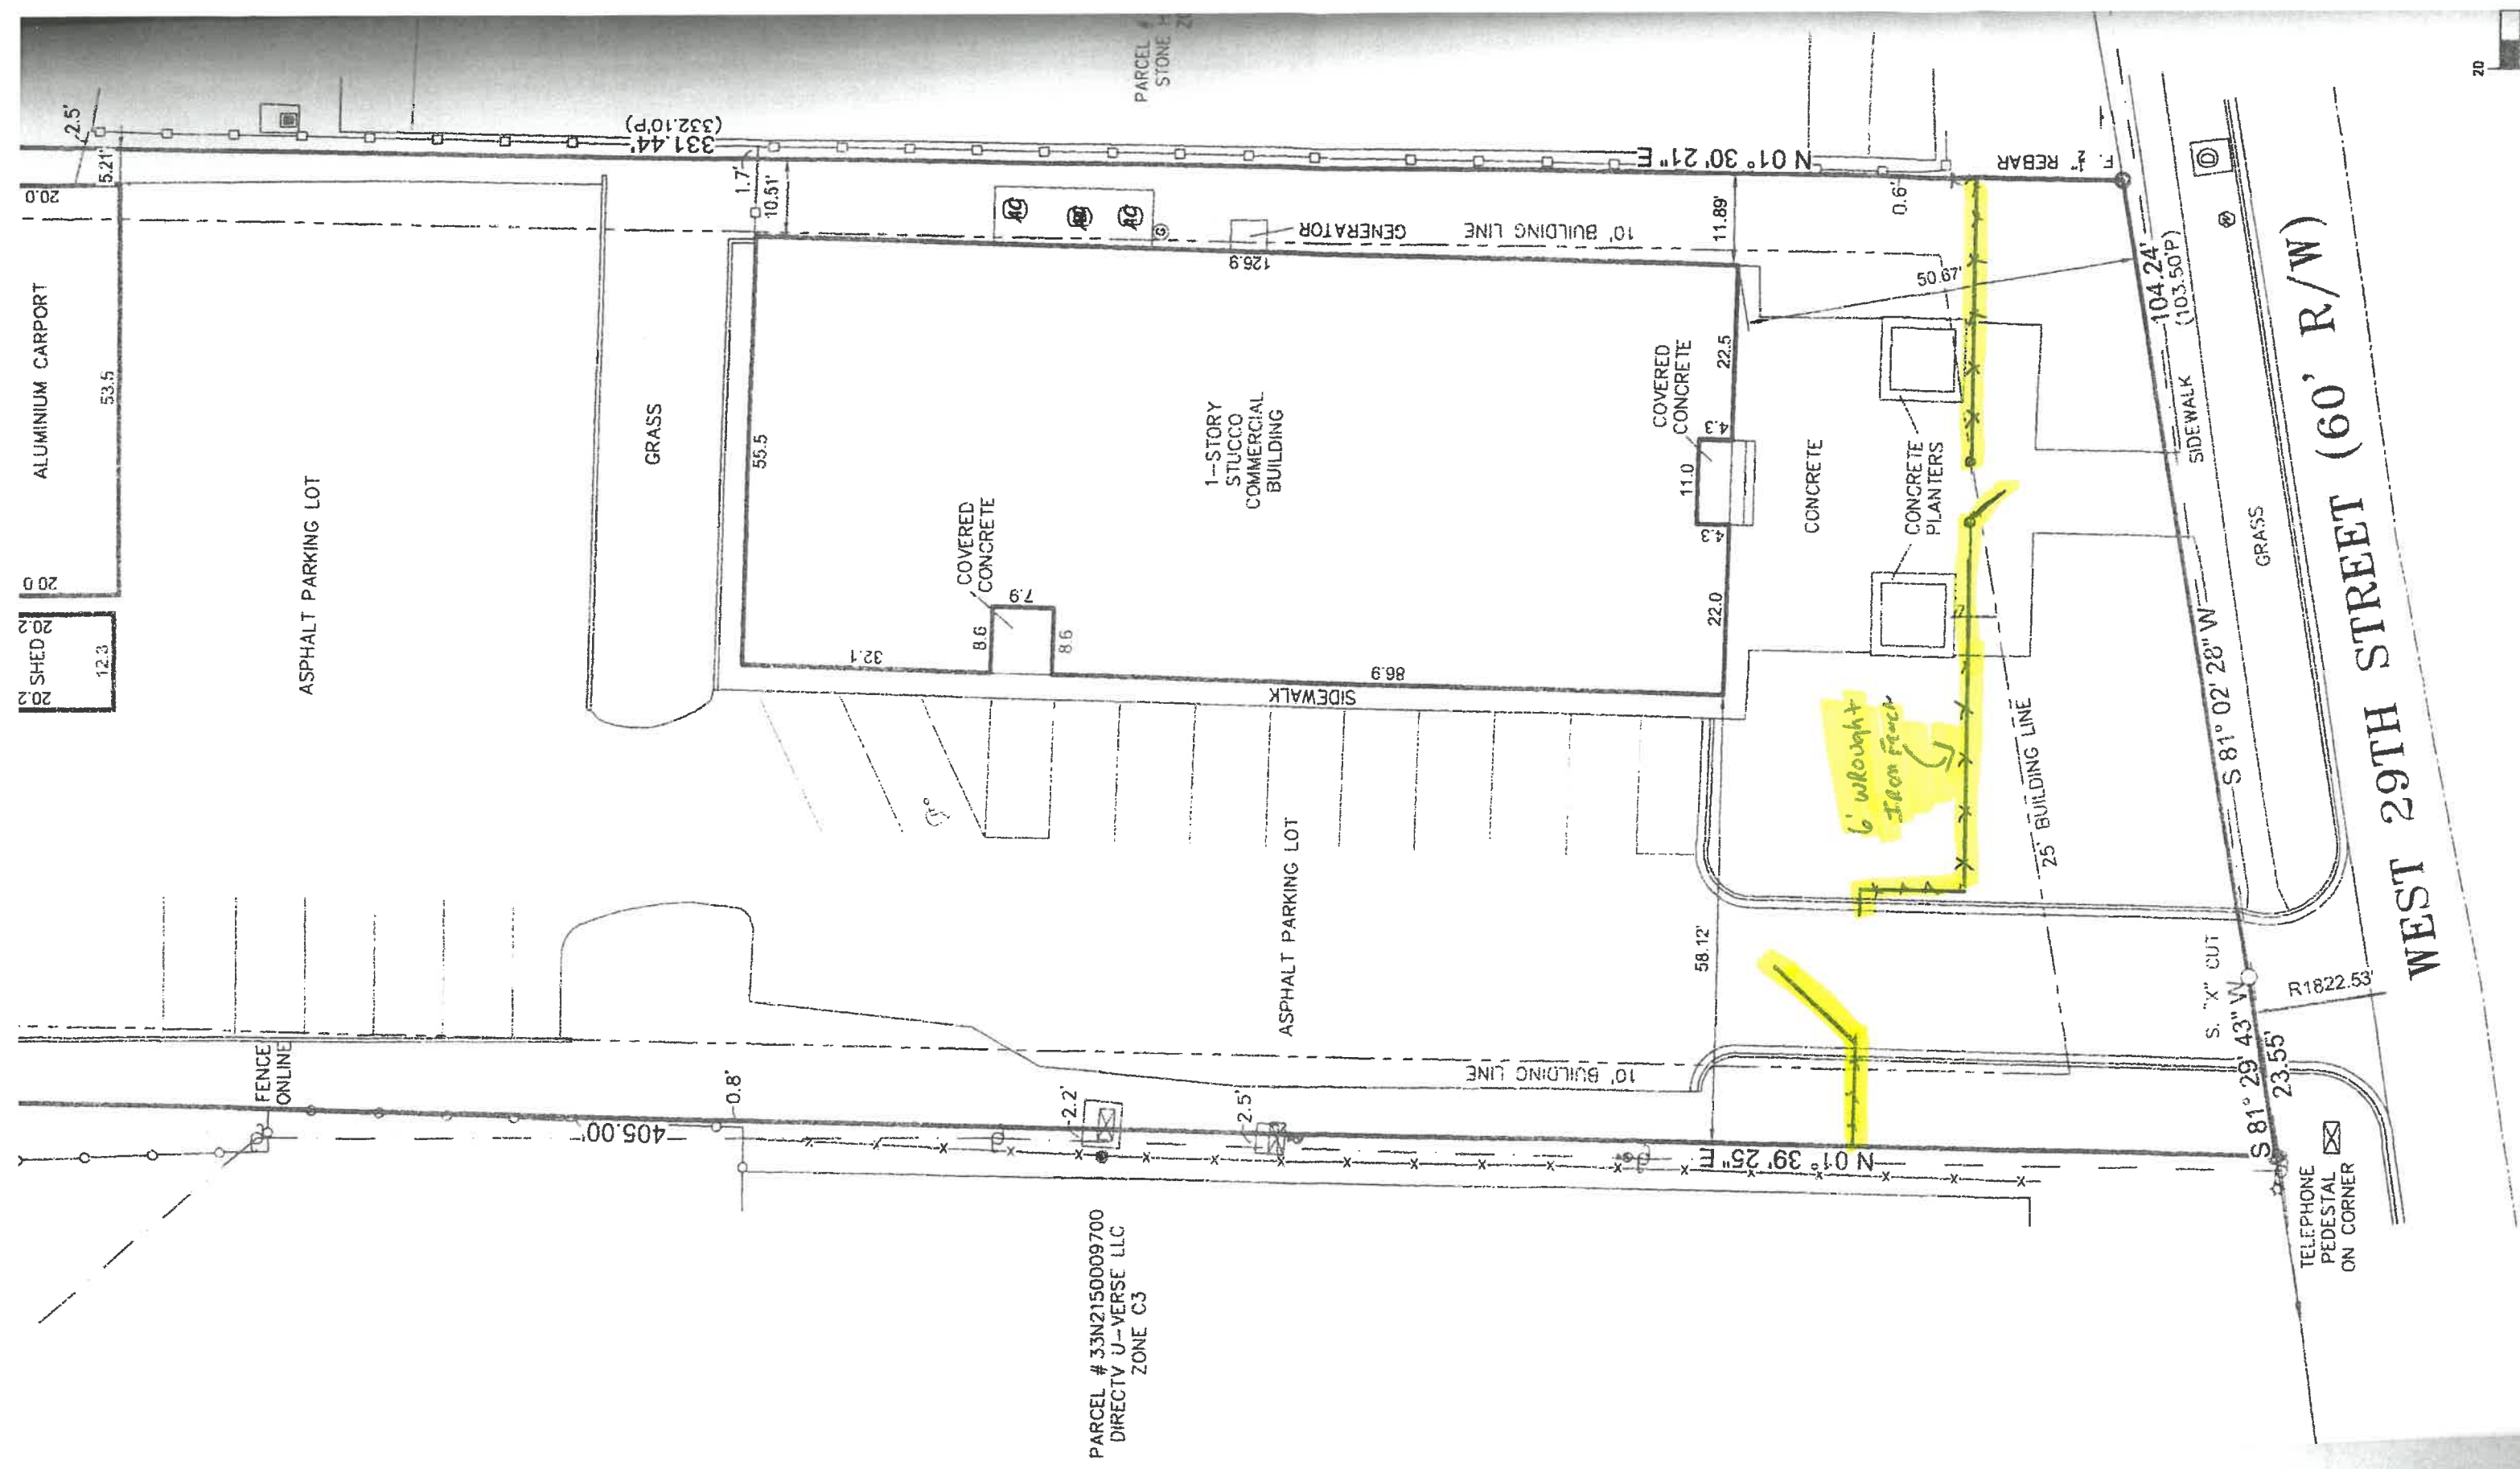 20
PARCEL #
STONE H
2.5'
5.21'
20.0
331.44'
(332.10'P)
N 01° 30' 21" E
REBAR
1.7'
10.51'
AC
AC
AC
G
GENERATOR
10' BUILDING LINE
11.89'
0.6'
126.9
50.67'
104.24'
(103.50'P)
D
ALUMINIUM CARPORT
53.5
20.0
SHED
20.2
20.2
12.3
ASPHALT PARKING LOT
GRASS
55.5
1-STORY
STUCCO
COMMERCIAL
BUILDING
COVERED
CONCRETE
22.5
4.3
11.0
4.3
22.0
CONCRETE
CONCRETE
PLANTERS
SIDEWALK
GRASS
WEST 29TH STREET (60' R/W)
COVERED
CONCRETE
7.9
8.6
8.6
32.1
86.9
SIDEWALK
6' WROUGHT
IRON FENCE
25' BUILDING LINE
S 81° 02' 28" W
ASPHALT PARKING LOT
58.12'
S. "X" CUT
R1822.53'
S 81° 29' 43" W
23.55'
FENCE
ONLINE
10' BUILDING LINE
405.00'
0.8'
2.2'
2.5'
N 01° 39' 25" E
TELEPHONE
PEDESTAL
ON CORNER
PARCEL # 33N2150009700
DIRECTV U-VERSE LLC
ZONE C3